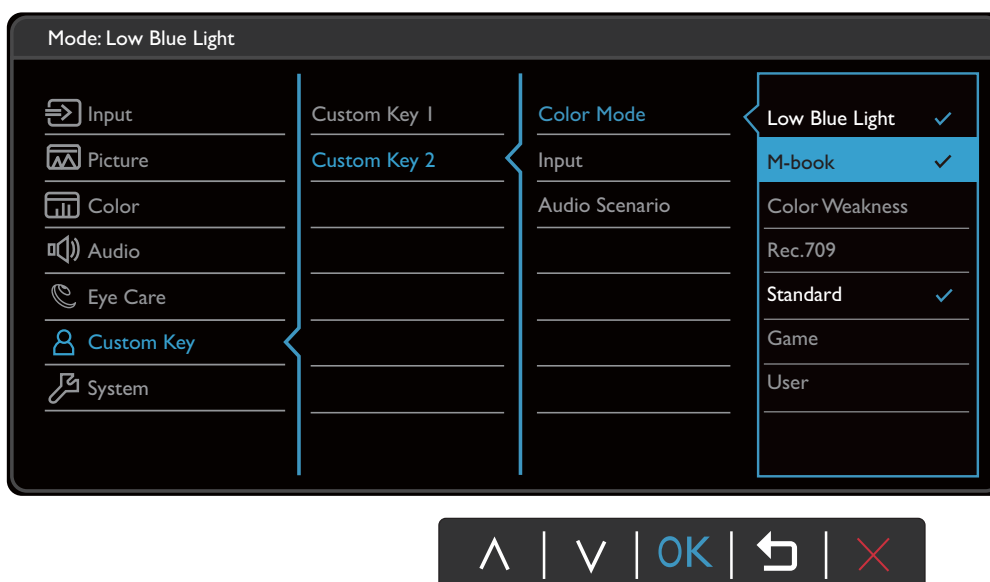 Mode: Low Blue Light
Input
Picture
Color
Audio
Eye Care
Custom Key
System
Custom Key 1
Custom Key 2
Color Mode
Input
Audio Scenario
Low Blue Light
M-book
Color Weakness
Rec.709
Standard
Game
User
OK